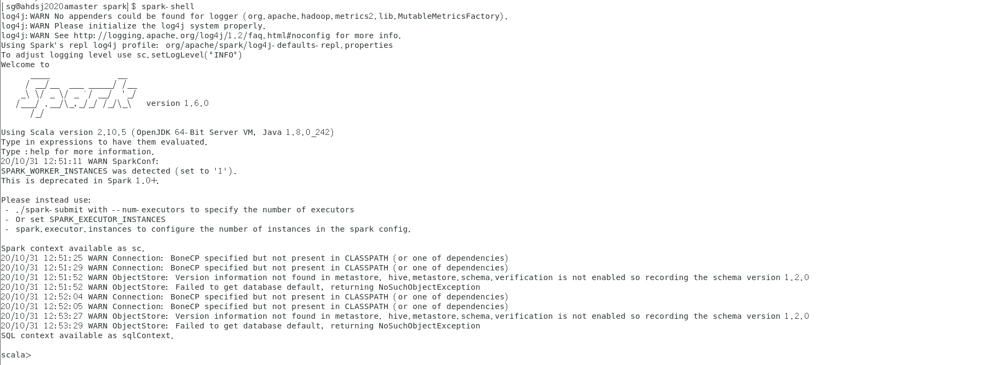 [sg@ahdsj2020amaster spark]$ spark-shell
log4j:WARN No appenders could be found for logger (org.apache.hadoop.metrics2.lib.MutableMetricsFactory).
log4j:WARN Please initialize the log4j system properly.
log4j:WARN See http://logging.apache.org/log4j/1.2/faq.html#noconfig for more info.
Using Spark's repl log4j profile: org/apache/spark/log4j-defaults-repl.properties
To adjust logging level use sc.setLogLevel("INFO")
Welcome to
      ____              __
     / __/__  ___ _____/ /__
    _\ \/ _ \/ _ `/ __/  '_/
   /___/ .__/\_,_/_/ /_/\_\   version 1.6.0
      /_/
Using Scala version 2.10.5 (OpenJDK 64-Bit Server VM, Java 1.8.0_242)
Type in expressions to have them evaluated.
Type :help for more information.
20/10/31 12:51:11 WARN SparkConf:
SPARK_WORKER_INSTANCES was detected (set to '1').
This is deprecated in Spark 1.0+.
Please instead use:
 - ./spark-submit with --num-executors to specify the number of executors
 - Or set SPARK_EXECUTOR_INSTANCES
 - spark.executor.instances to configure the number of instances in the spark config.
Spark context available as sc.
20/10/31 12:51:25 WARN Connection: BoneCP specified but not present in CLASSPATH (or one of dependencies)
20/10/31 12:51:29 WARN Connection: BoneCP specified but not present in CLASSPATH (or one of dependencies)
20/10/31 12:51:52 WARN ObjectStore: Version information not found in metastore. hive.metastore.schema.verification is not enabled so recording the schema version 1.2.0
20/10/31 12:51:52 WARN ObjectStore: Failed to get database default, returning NoSuchObjectException
20/10/31 12:52:04 WARN Connection: BoneCP specified but not present in CLASSPATH (or one of dependencies)
20/10/31 12:52:05 WARN Connection: BoneCP specified but not present in CLASSPATH (or one of dependencies)
20/10/31 12:53:27 WARN ObjectStore: Version information not found in metastore. hive.metastore.schema.verification is not enabled so recording the schema version 1.2.0
20/10/31 12:53:29 WARN ObjectStore: Failed to get database default, returning NoSuchObjectException
SQL context available as sqlContext.
scala>